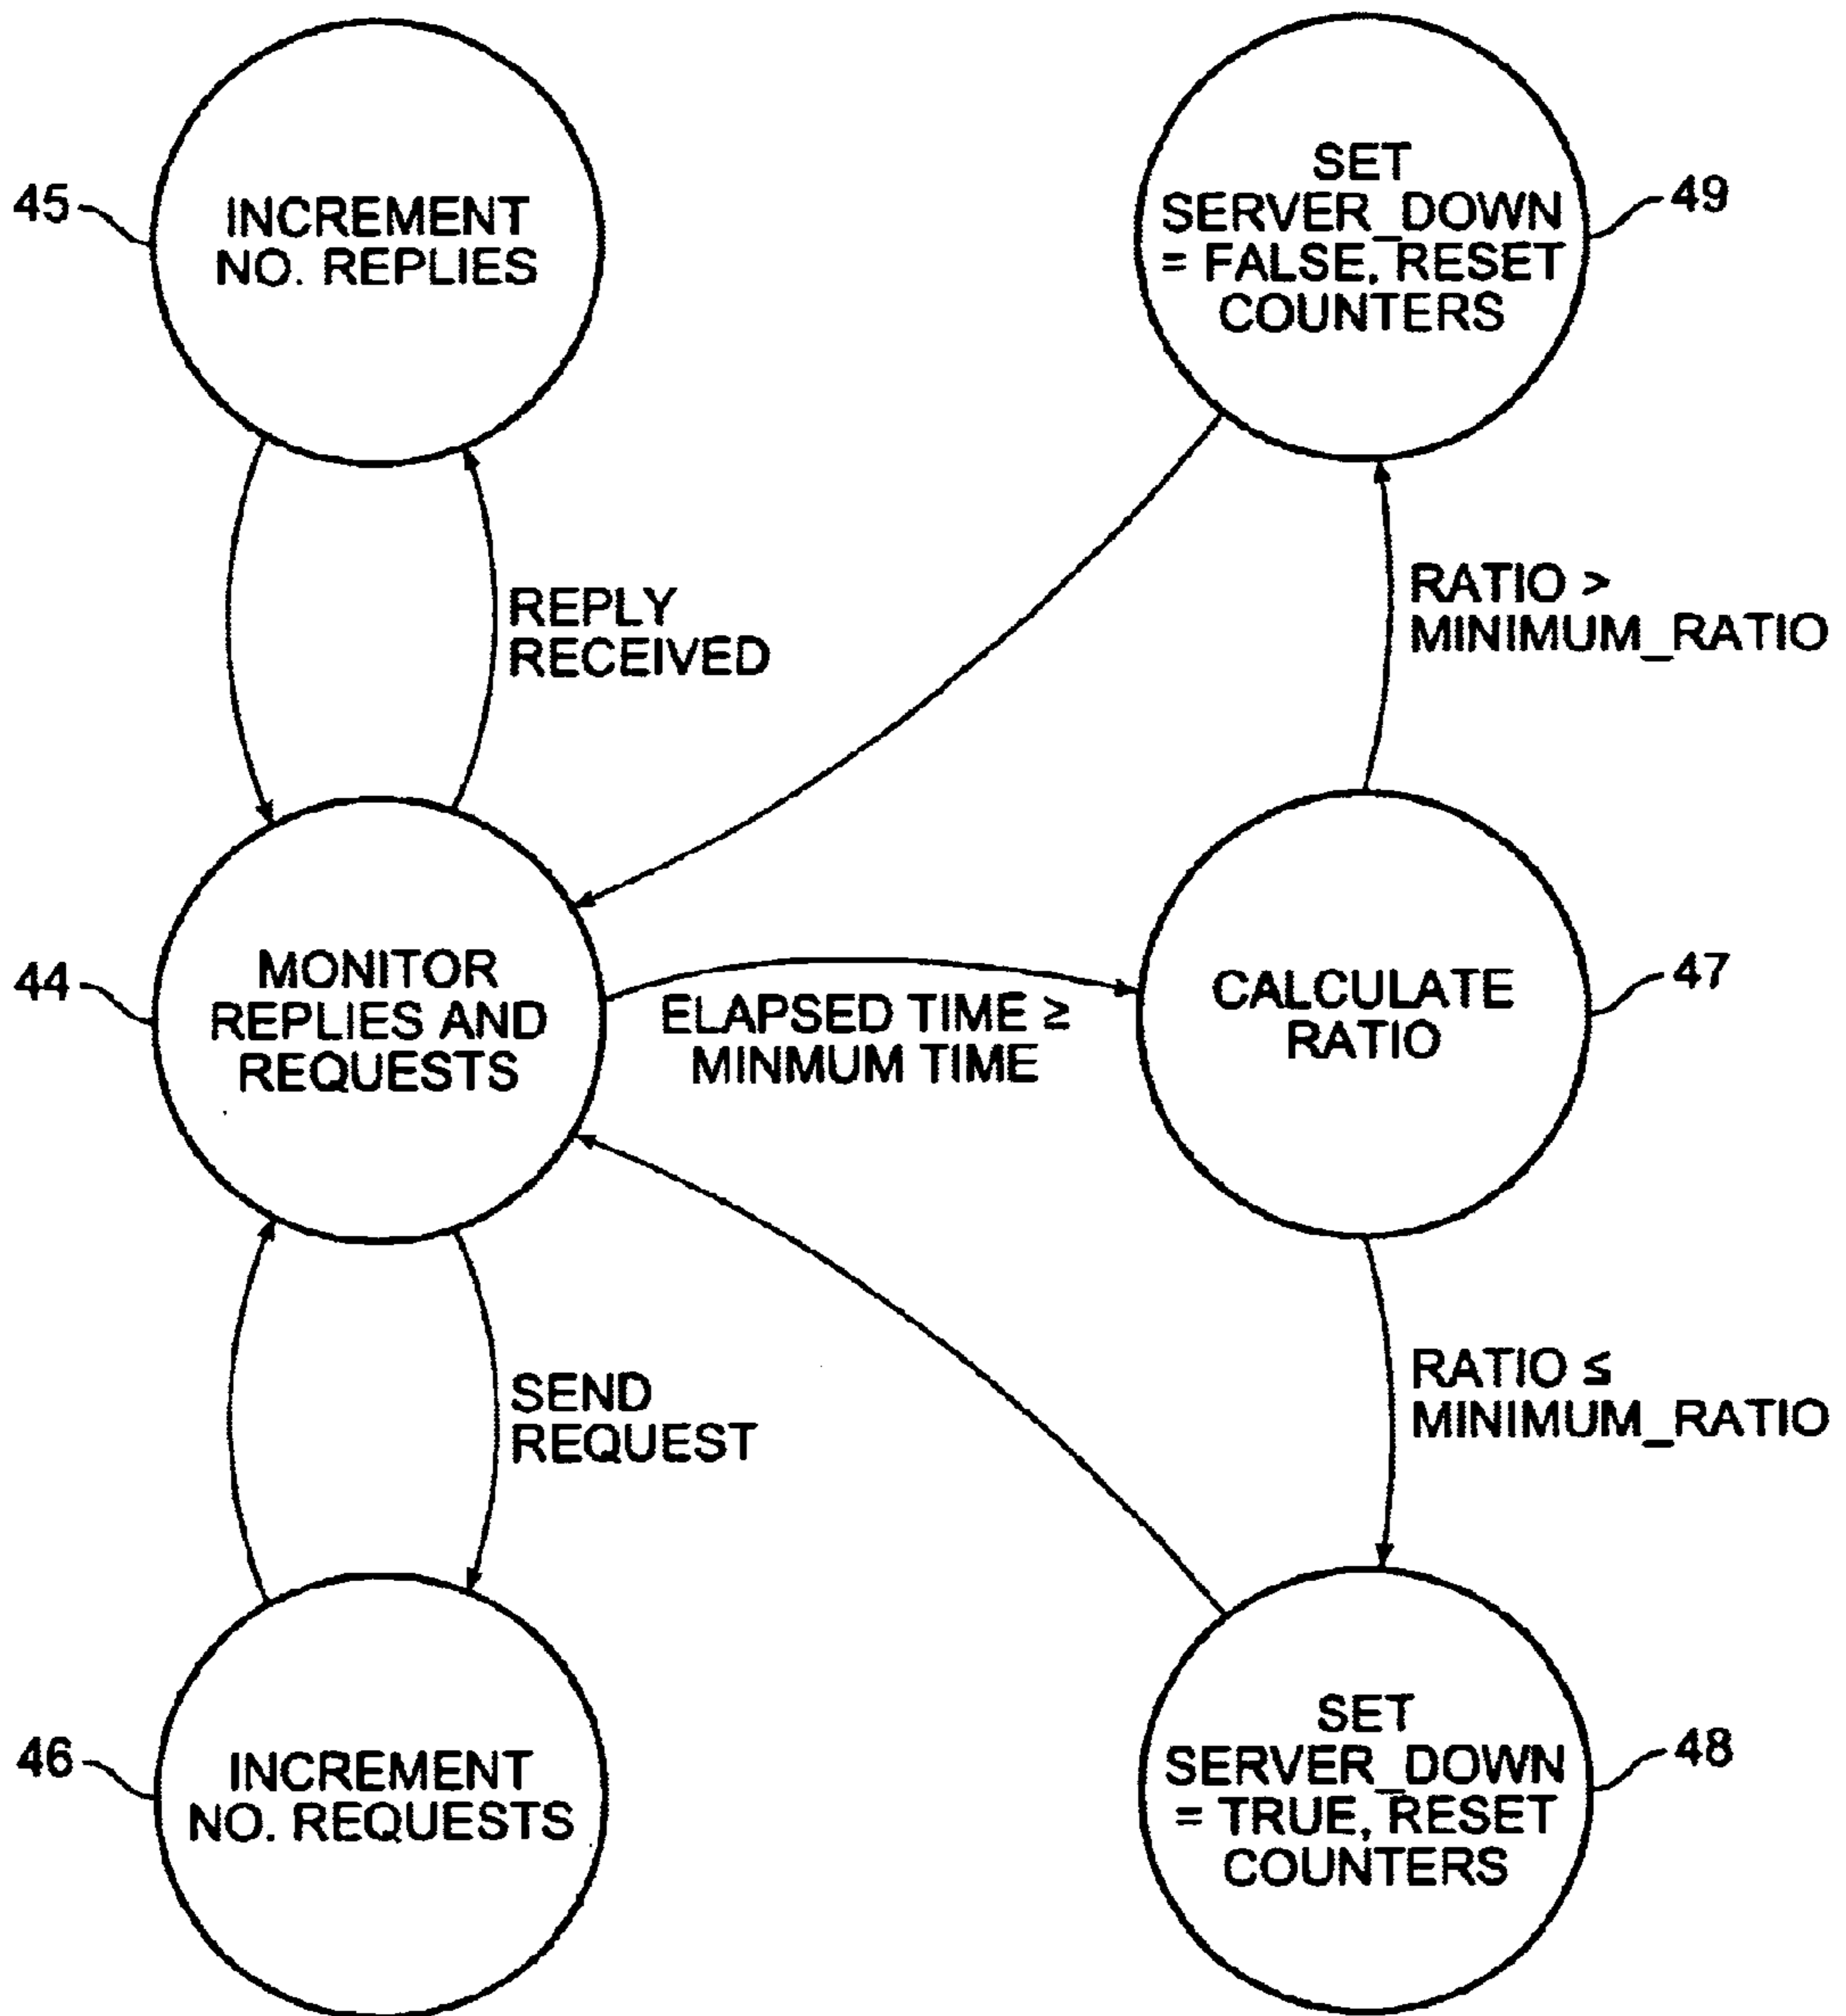 45
INCREMENT
NO. REPLIES
SET
SERVER_DOWN
= FALSE, RESET
COUNTERS
49
REPLY
RECEIVED
RATIO >
MINIMUM_RATIO
44
MONITOR
REPLIES AND
REQUESTS
ELAPSED TIME ≥
MINMUM TIME
CALCULATE
RATIO
47
SEND
REQUEST
RATIO ≤
MINIMUM_RATIO
46
INCREMENT
NO. REQUESTS
SET
SERVER_DOWN
= TRUE, RESET
COUNTERS
48